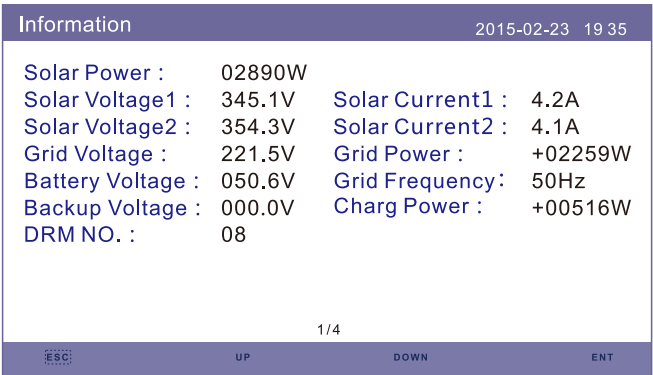 Information 2015-02-23 19 35
Solar Power : 02890W
Solar Voltage1 : 345.1V Solar Current1 : 4.2A
Solar Voltage2 : 354.3V Solar Current2 : 4.1A
Grid Voltage : 221.5V Grid Power : +02259W
Battery Voltage : 050.6V Grid Frequency: 50Hz
Backup Voltage : 000.0V Charg Power : +00516W
DRM NO. : 08
1/4
ESC UP DOWN ENT